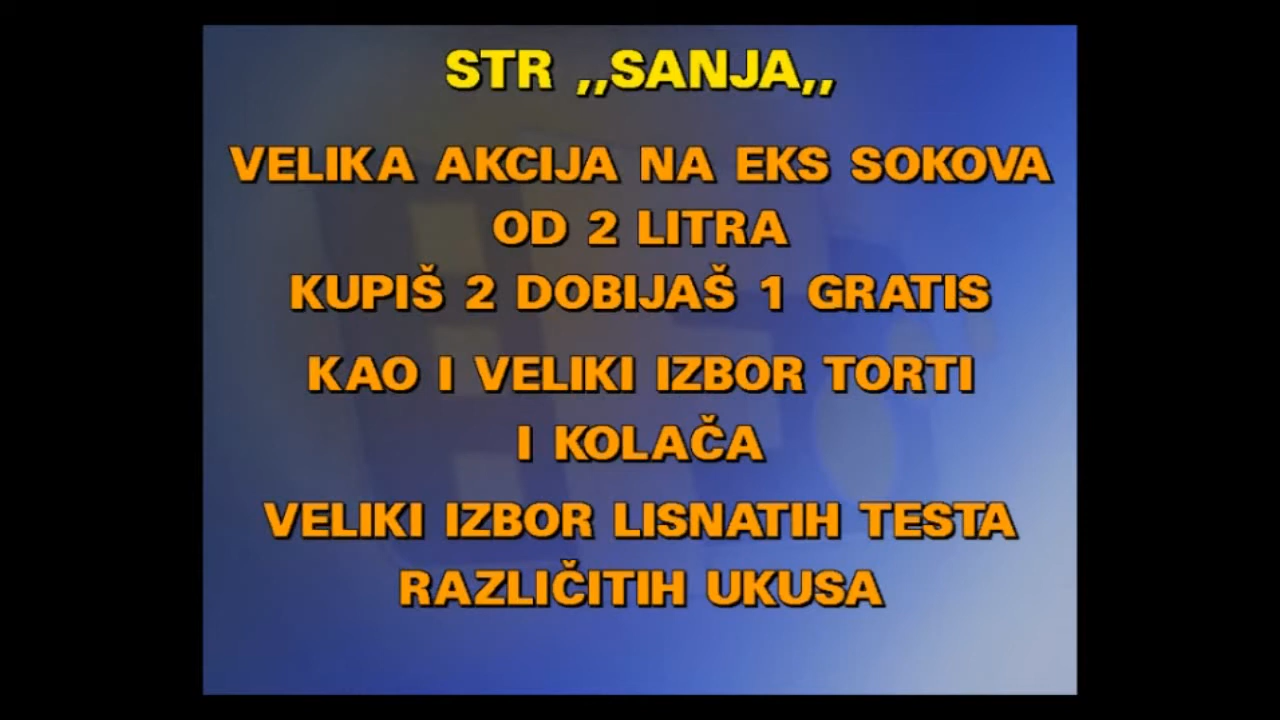 STR ,,SANJA,,
VELIKA AKCIJA NA EKS SOKOVA
OD 2 LITRA
KUPIŠ 2 DOBIJAŠ 1 GRATIS
KAO I VELIKI IZBOR TORTI
I KOLAČA
VELIKI IZBOR LISNATIH TESTA
RAZLIČITIH UKUSA